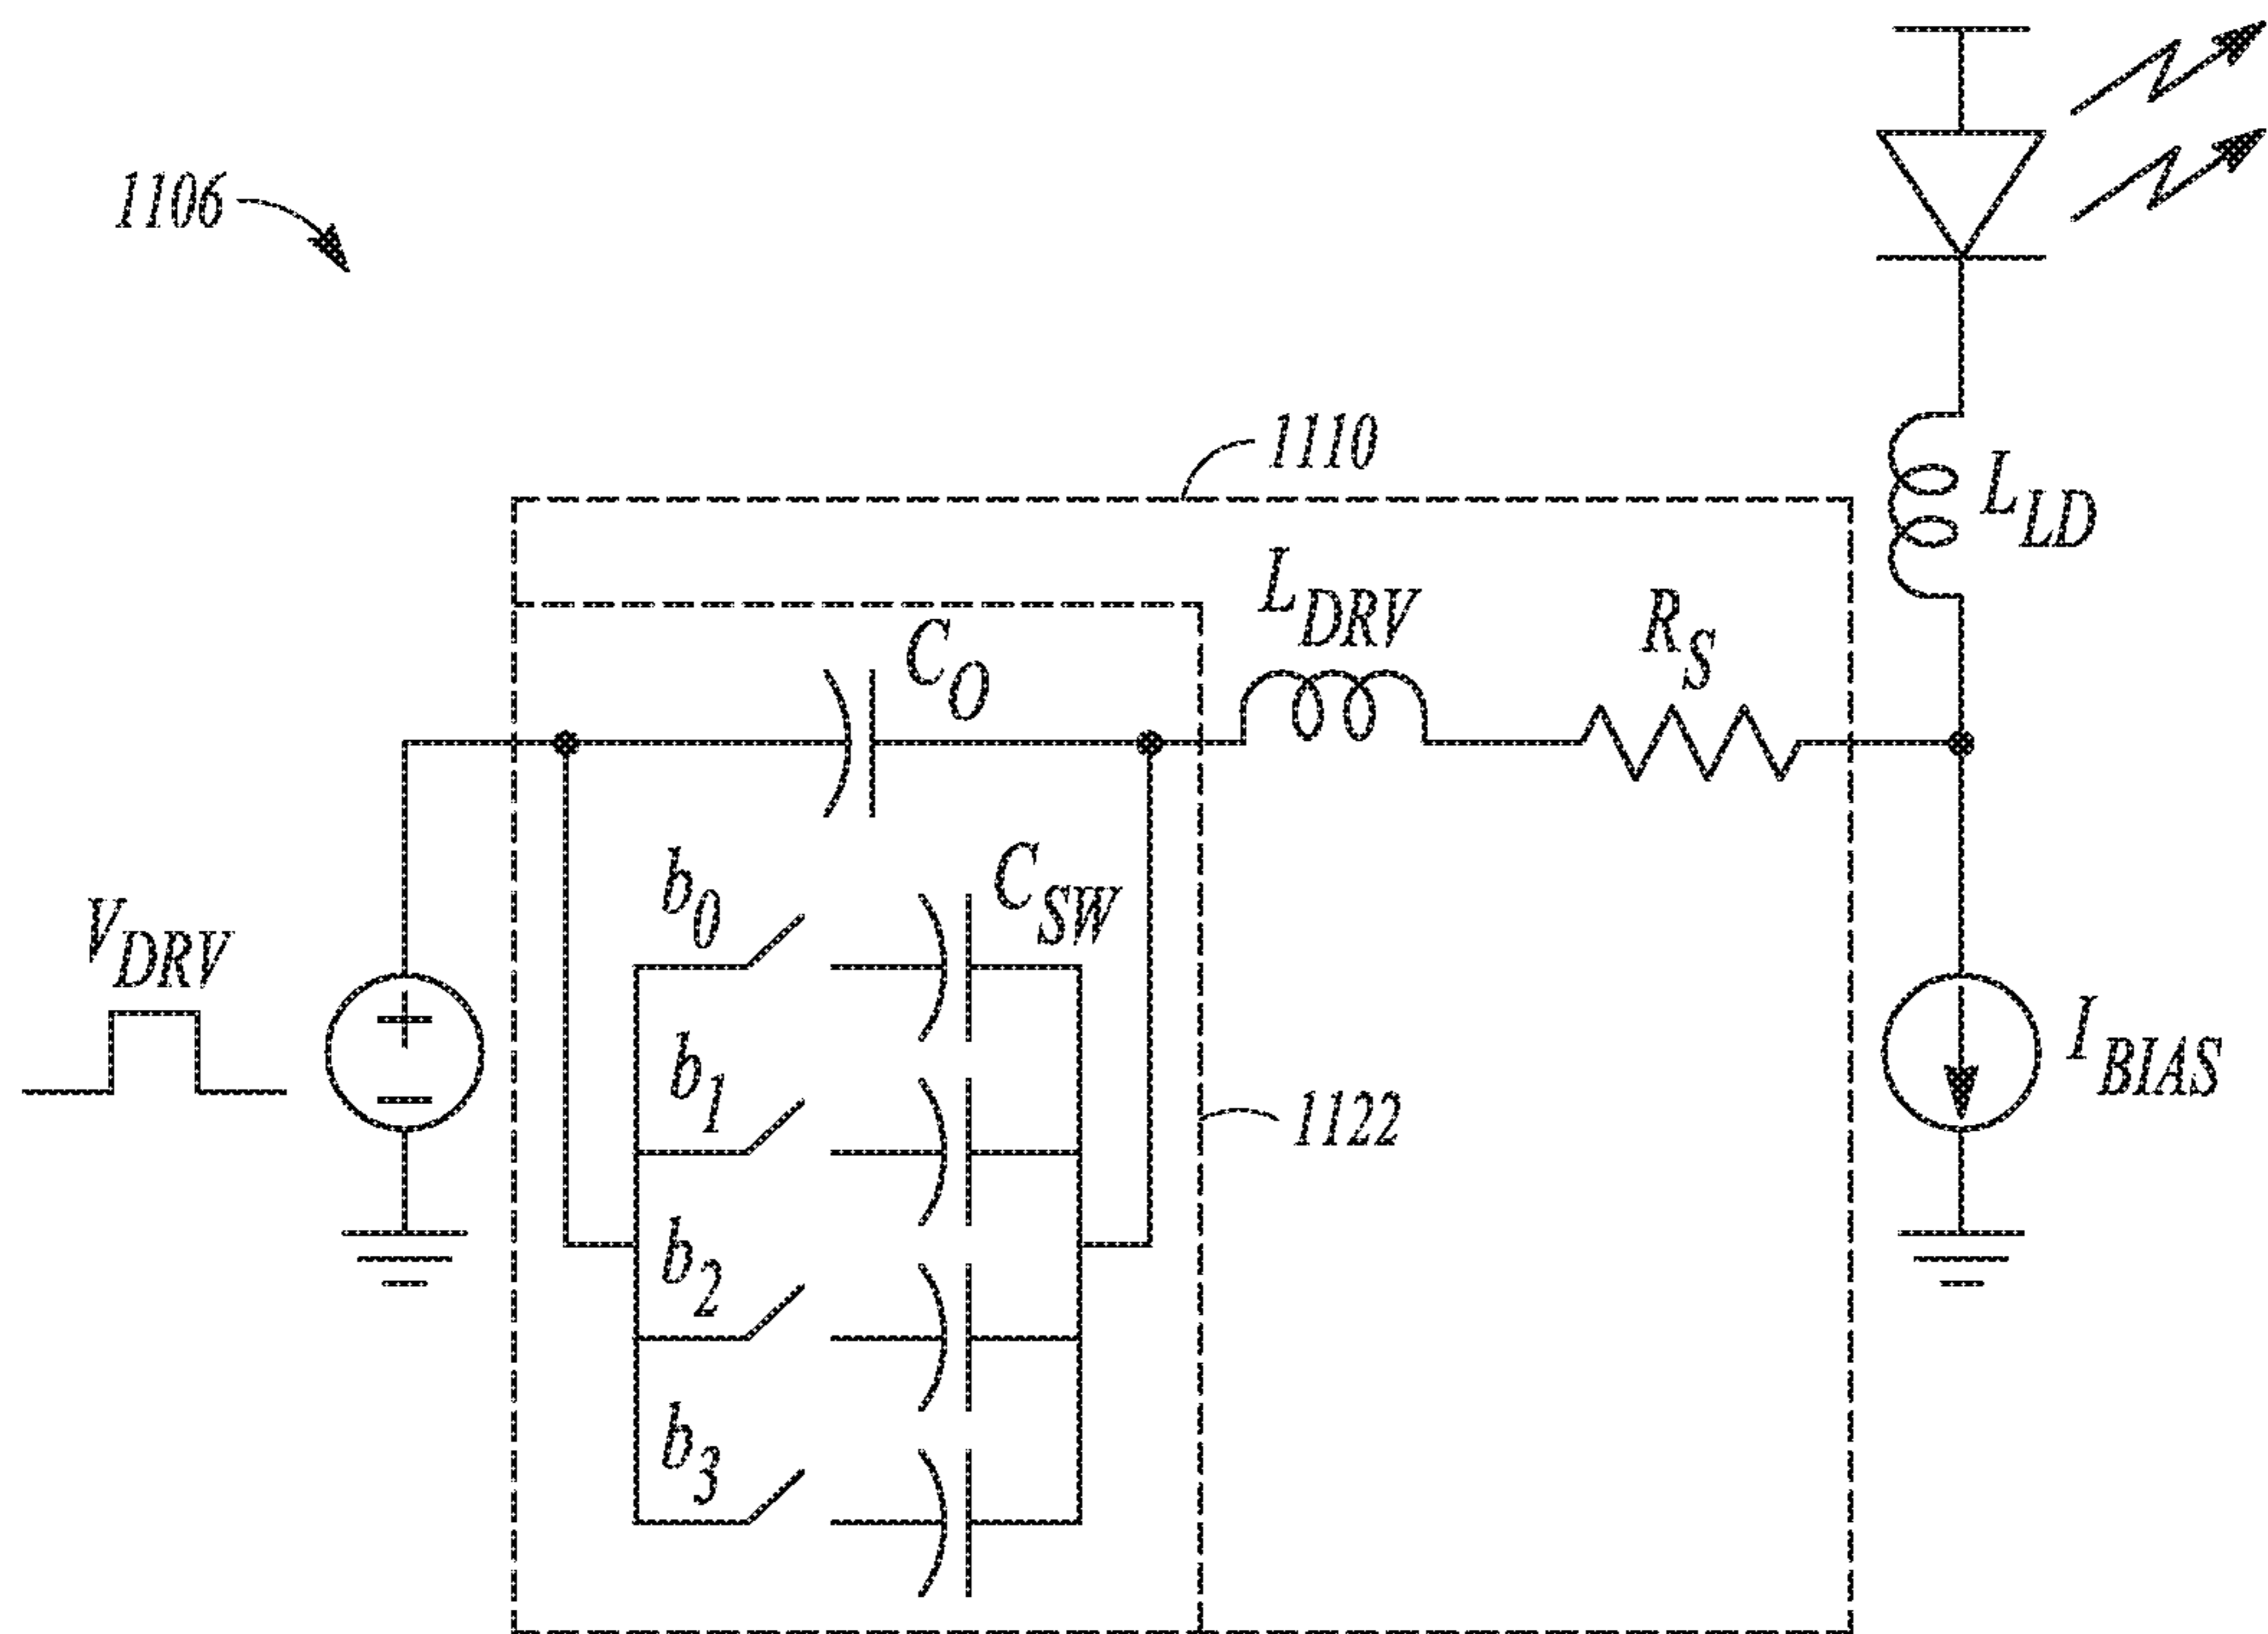 1106
1110
L_LD
L_DRV
R_S
C_O
b_0
C_SW
V_DRV
b_1
I_BIAS
1122
b_2
b_3